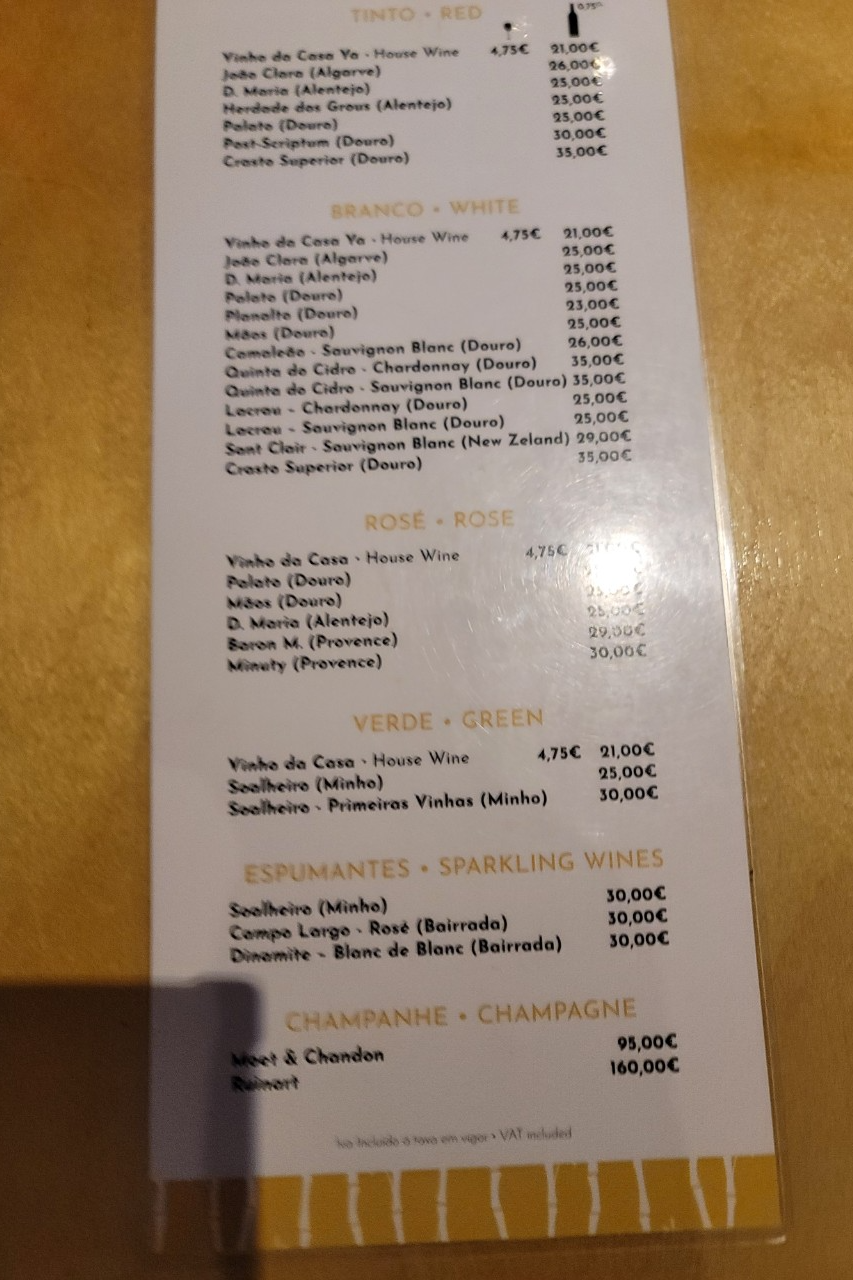 TINTO • RED
0,75
Vinho da Casa Ya - House Wine 4,75€ 21,00€
João Clara (Algarve) 26,00€
D. Maria (Alentejo) 25,00€
Herdade dos Grous (Alentejo) 25,00€
Palato (Douro) 25,00€
Post-Scriptum (Douro) 30,00€
Crasto Superior (Douro) 35,00€
BRANCO • WHITE
Vinho da Casa Ya - House Wine 4,75€ 21,00€
João Clara (Algarve) 25,00€
D. Maria (Alentejo) 25,00€
Palato (Douro) 25,00€
Planalto (Douro) 23,00€
Mãos (Douro) 25,00€
Camaleão - Sauvignon Blanc (Douro) 26,00€
Quinta do Cidro - Chardonnay (Douro) 35,00€
Quinta do Cidro - Sauvignon Blanc (Douro) 35,00€
Lacrau - Chardonnay (Douro) 25,00€
Lacrau - Sauvignon Blanc (Douro) 25,00€
Sant Clair - Sauvignon Blanc (New Zeland) 29,00€
Crasto Superior (Douro) 35,00€
ROSÉ • ROSE
Vinho da Casa - House Wine 4,75€
Palato (Douro)
Mãos (Douro) 25,00€
D. Maria (Alentejo) 25,00€
Baron M. (Provence) 29,00€
Minuty (Provence) 30,00€
VERDE • GREEN
Vinho da Casa - House Wine 4,75€ 21,00€
Soalheiro (Minho) 25,00€
Soalheiro - Primeiras Vinhas (Minho) 30,00€
ESPUMANTES • SPARKLING WINES
Soalheiro (Minho) 30,00€
Campo Largo - Rosé (Bairrada) 30,00€
Dinamite - Blanc de Blanc (Bairrada) 30,00€
CHAMPANHE • CHAMPAGNE
Moet & Chandon 95,00€
Ruinart 160,00€
Iva Incluído à taxa em vigor • VAT included